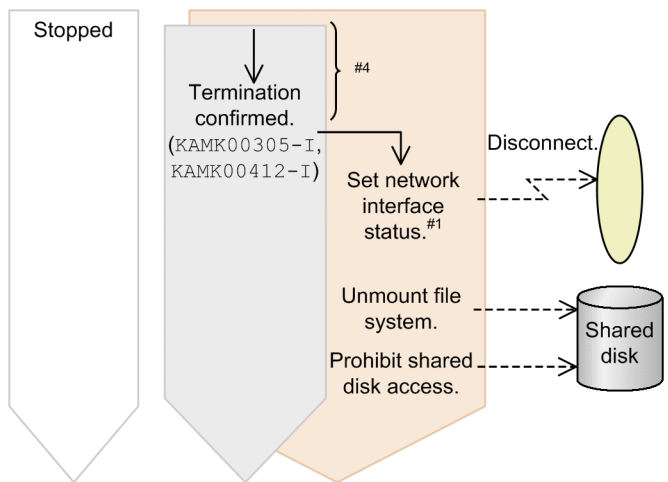 Stopped
#4
Termination
confirmed.
(KAMK00305-I,
KAMK00412-I)
Disconnect.
Set network
interface
status.#1
Unmount file
system.
Shared
disk
Prohibit shared
disk access.